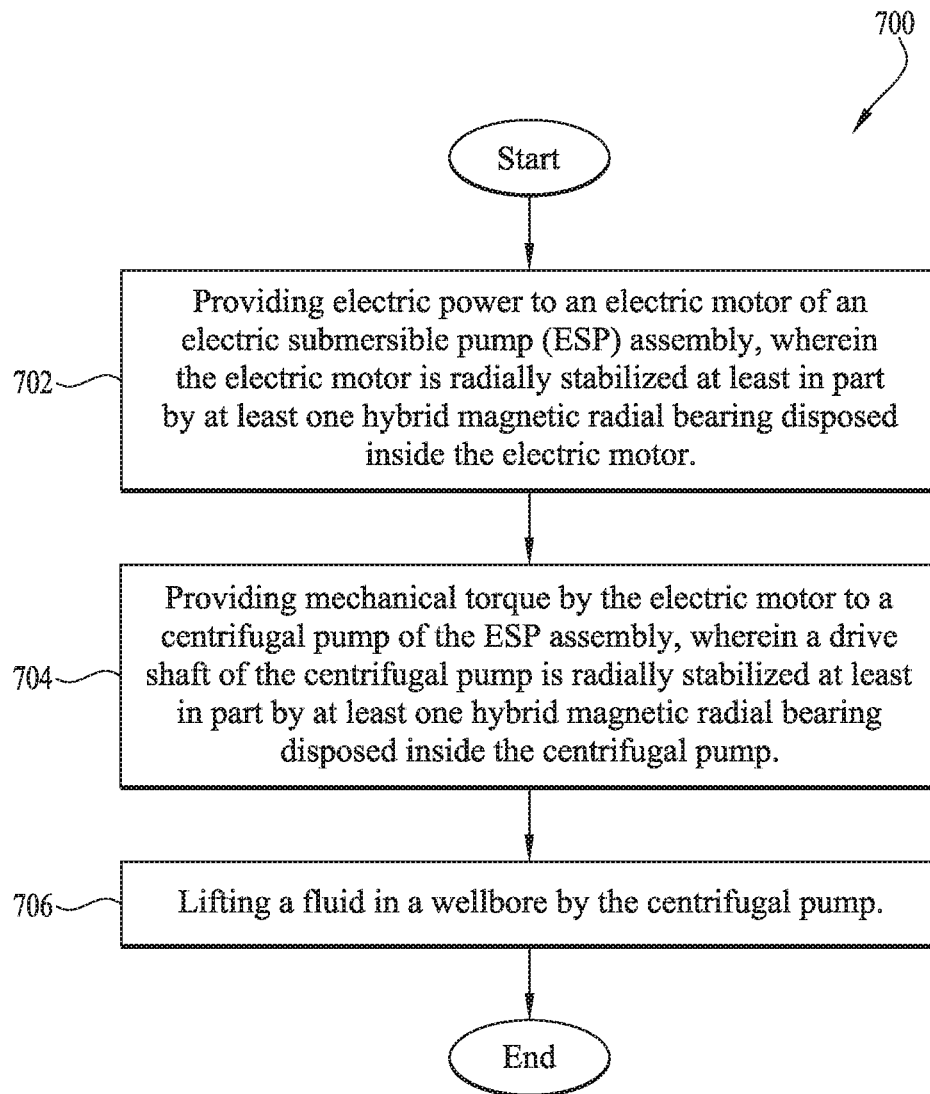 700
Start
Providing electric power to an electric motor of an
electric submersible pump (ESP) assembly, wherein
the electric motor is radially stabilized at least in part
by at least one hybrid magnetic radial bearing disposed
inside the electric motor.
702
Providing mechanical torque by the electric motor to a
centrifugal pump of the ESP assembly, wherein a drive
shaft of the centrifugal pump is radially stabilized at least
in part by at least one hybrid magnetic radial bearing
disposed inside the centrifugal pump.
704
Lifting a fluid in a wellbore by the centrifugal pump.
706
End